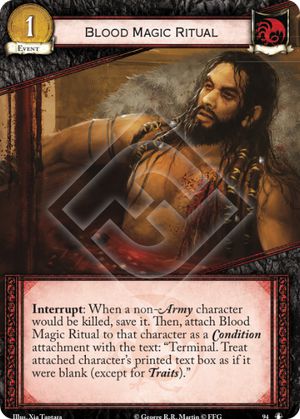 Blood Magic Ritual
1
Event
Interrupt: When a non-Army character
would be killed, save it. Then, attach Blood
Magic Ritual to that character as a Condition
attachment with the text: “Terminal. Treat
attached character's printed text box as if it
were blank (except for Traits).”
Illus. Xia Taptara
© George R.R. Martin © FFG
94